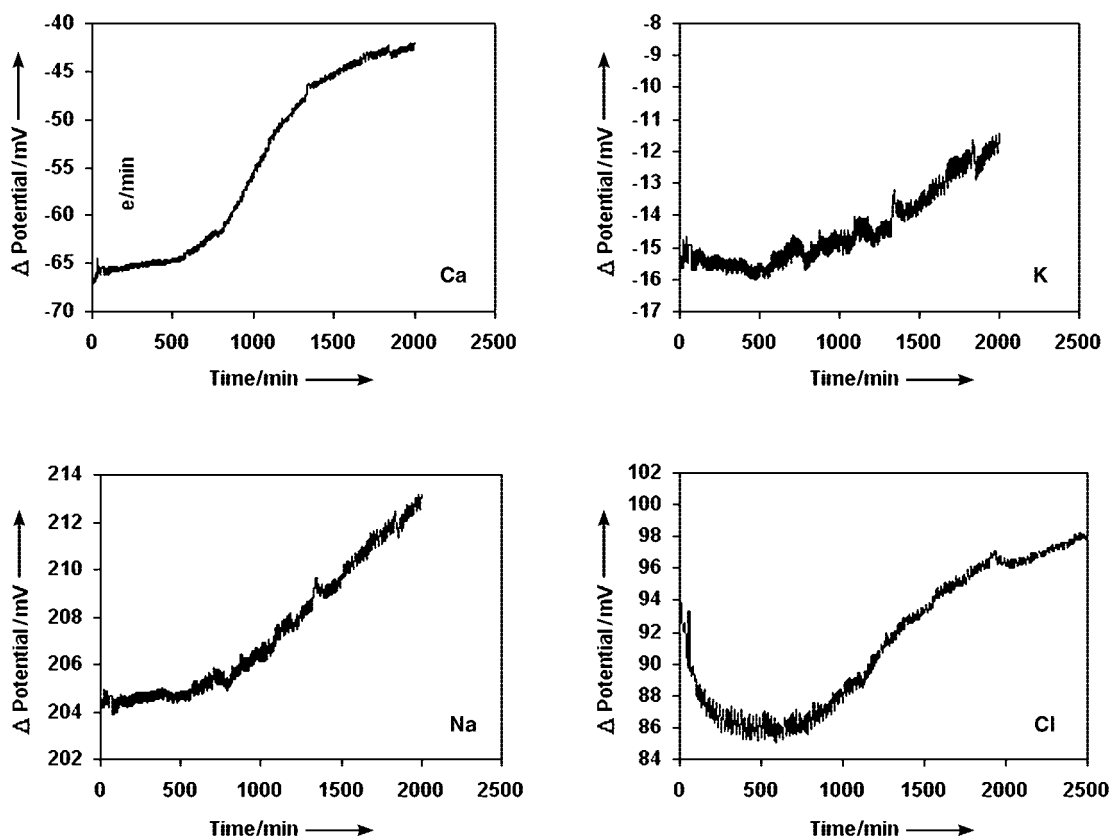 -40
-45
-50
-55
-60
-65
-70
Δ Potential/mV
e/min
Ca
0 500 1000 1500 2000 2500
Time/min
-8
-9
-10
-11
-12
-13
-14
-15
-16
-17
Δ Potential/mV
K
0 500 1000 1500 2000 2500
Time/min
214
212
210
208
206
204
202
Δ Potential/mV
Na
0 500 1000 1500 2000 2500
Time/min
102
100
98
96
94
92
90
88
86
84
Δ Potential/mV
Cl
0 500 1000 1500 2000 2500
Time/min